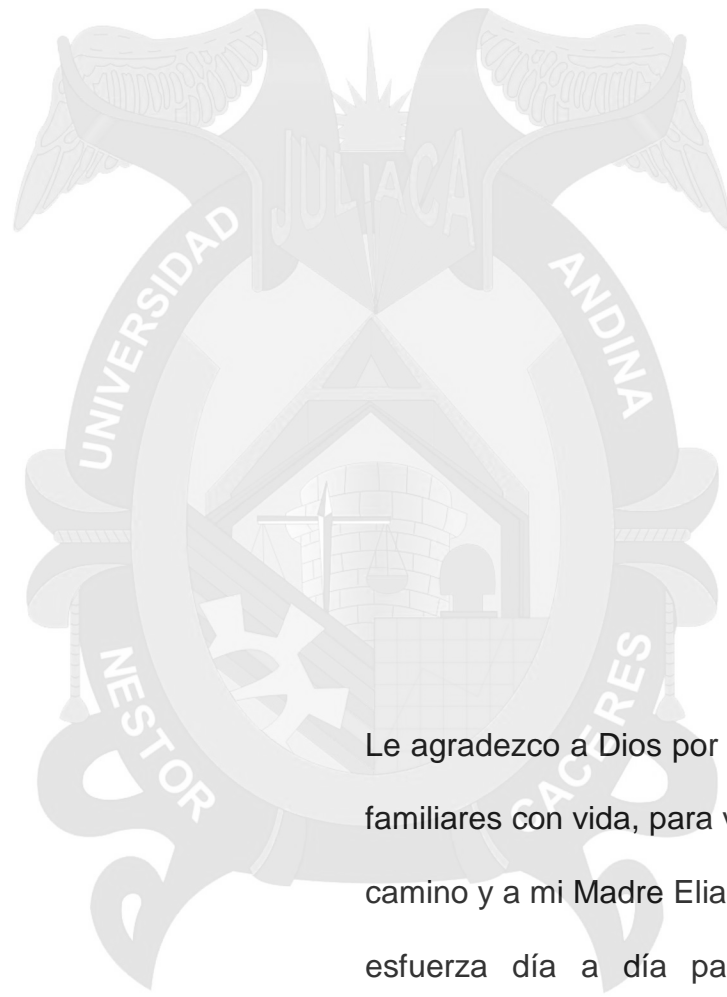 JULIACA
UNIVERSIDAD
ANDINA
NESTOR
CACERES
Le agradezco a Dios por
familiares con vida, para
camino y a mi Madre Elia
esfuerza día a día